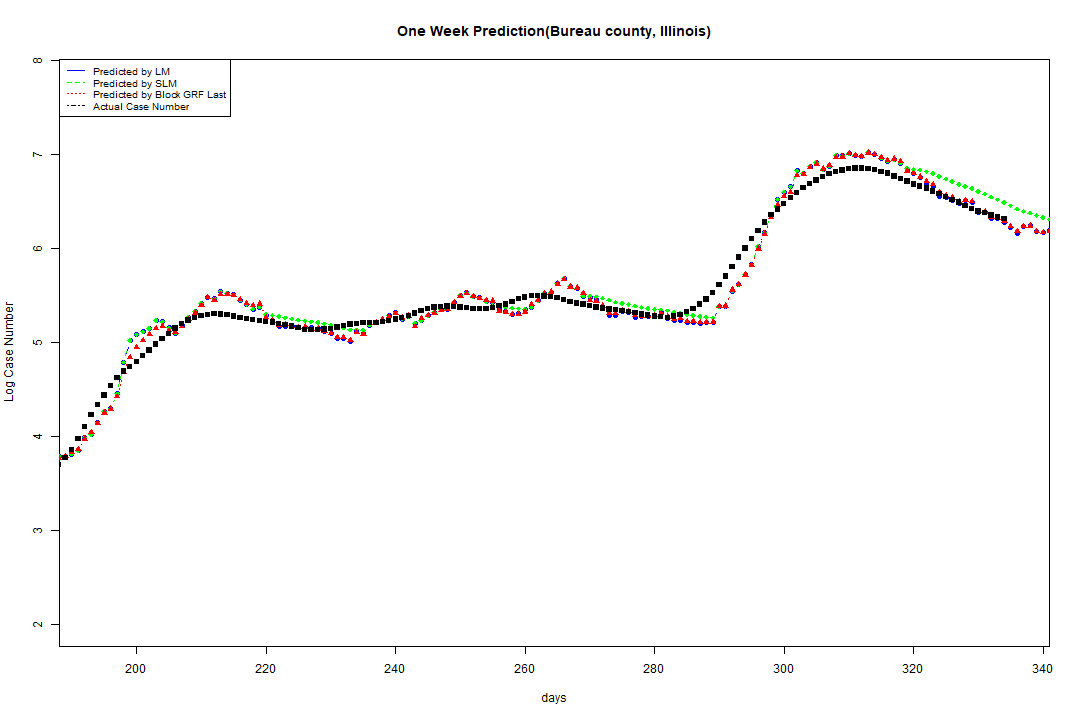 One Week Prediction(Bureau county, Illinois)
Predicted by LM
Predicted by SLM
Predicted by Block GRF Last
Actual Case Number
8
7
6
5
4
3
2
Log Case Number
200
220
240
260
280
300
320
340
days